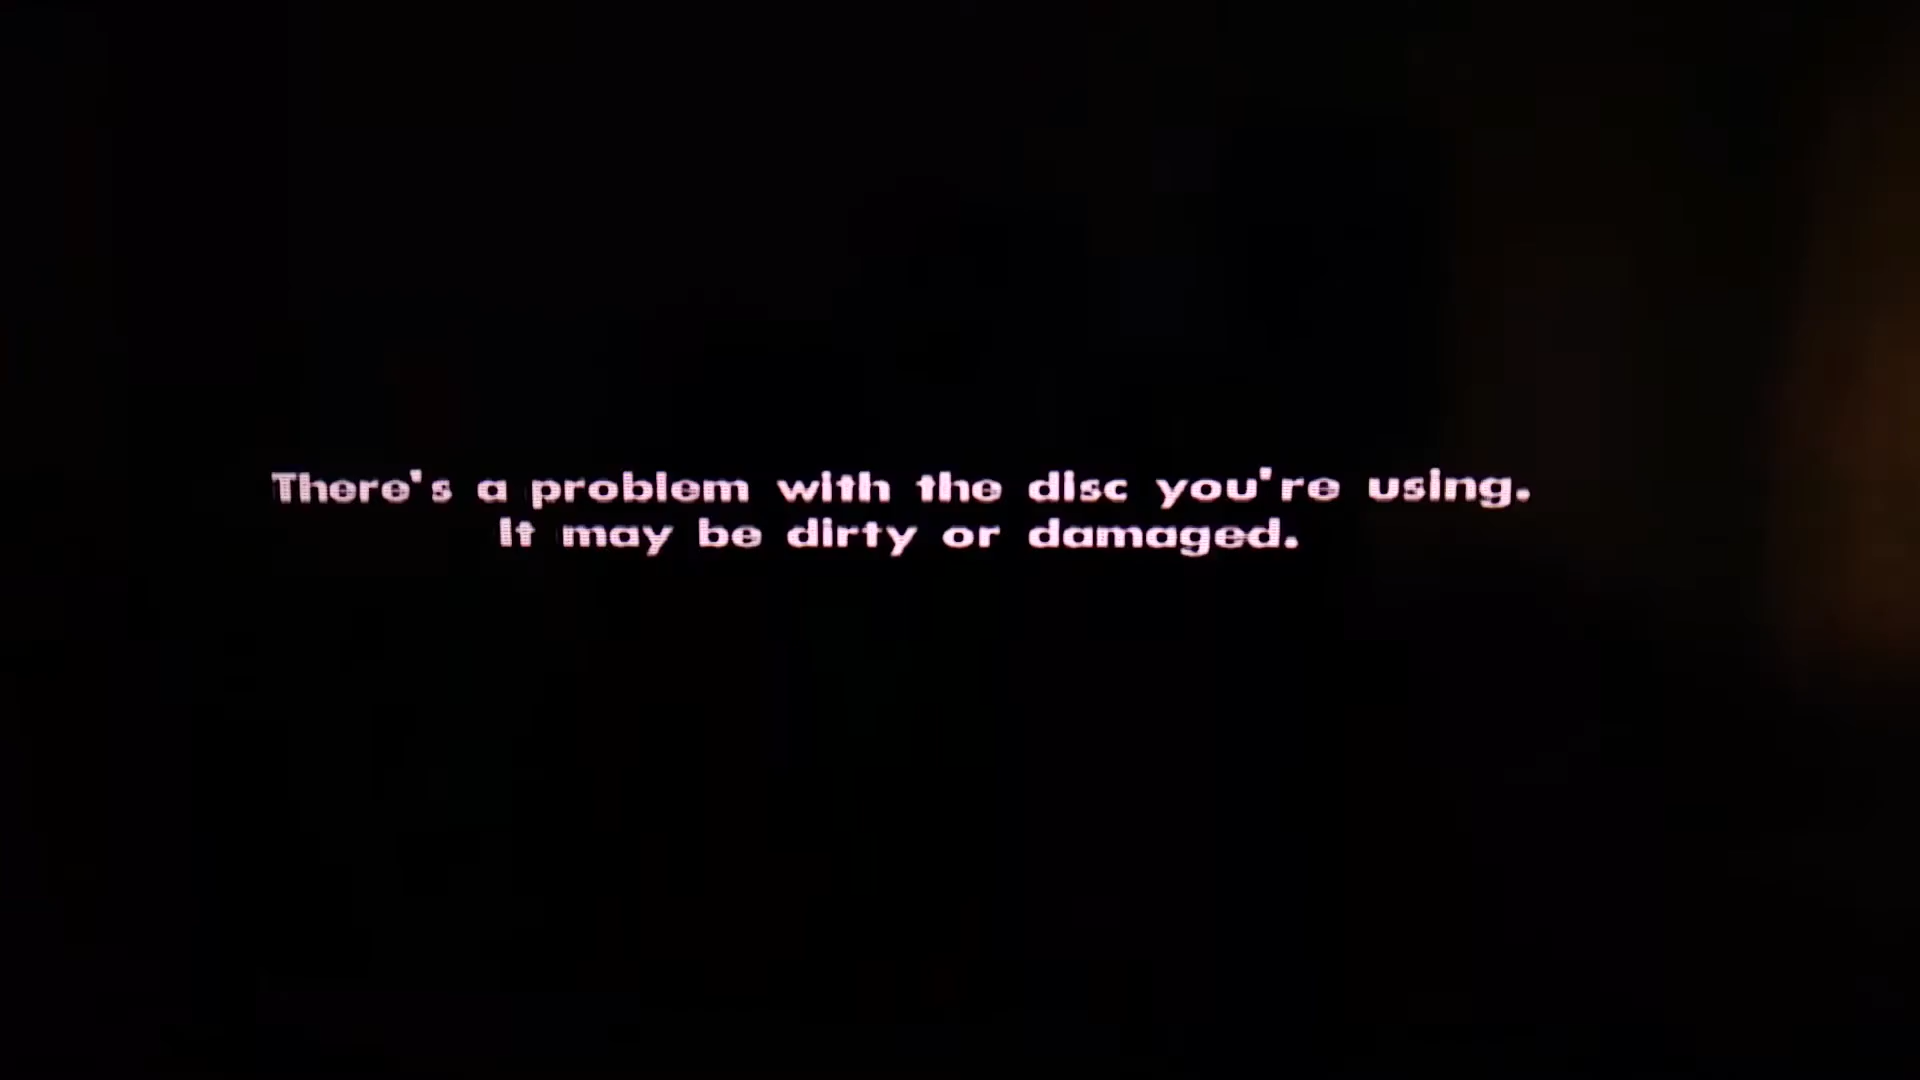 There's a problem with the disc you're using.
It may be dirty or damaged.